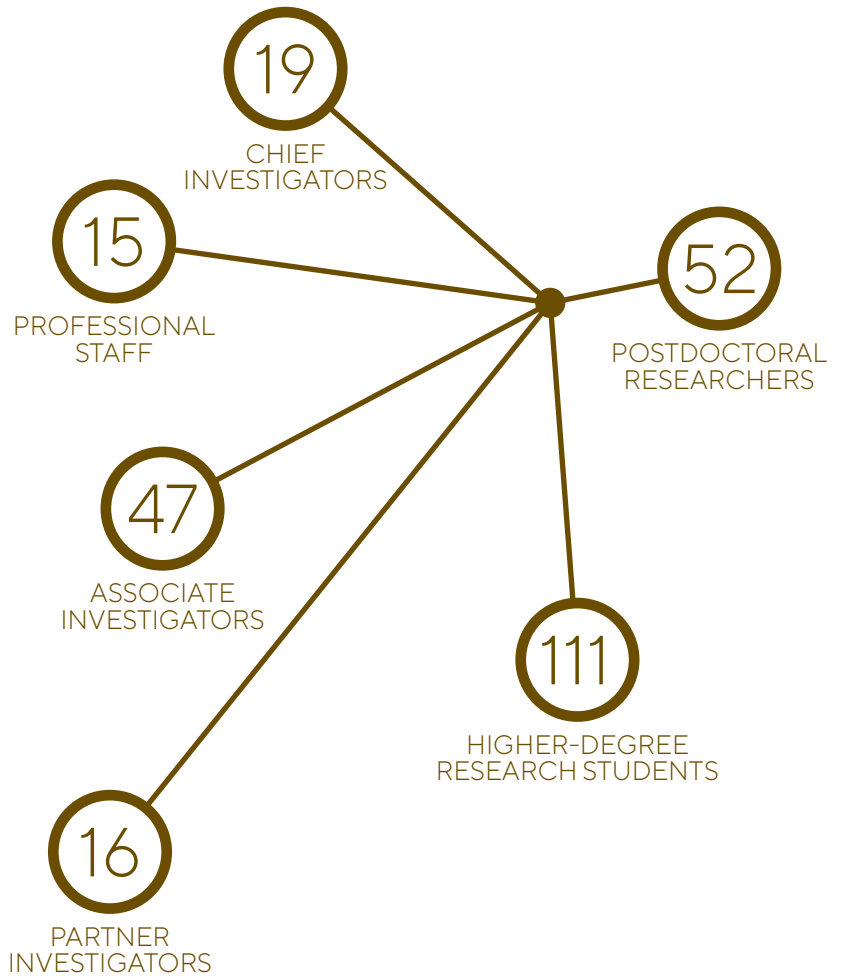 19
CHIEF
INVESTIGATORS
15
PROFESSIONAL
STAFF
52
POSTDOCTORAL
RESEARCHERS
47
ASSOCIATE
INVESTIGATORS
111
HIGHER-DEGREE
RESEARCH STUDENTS
16
PARTNER
INVESTIGATORS